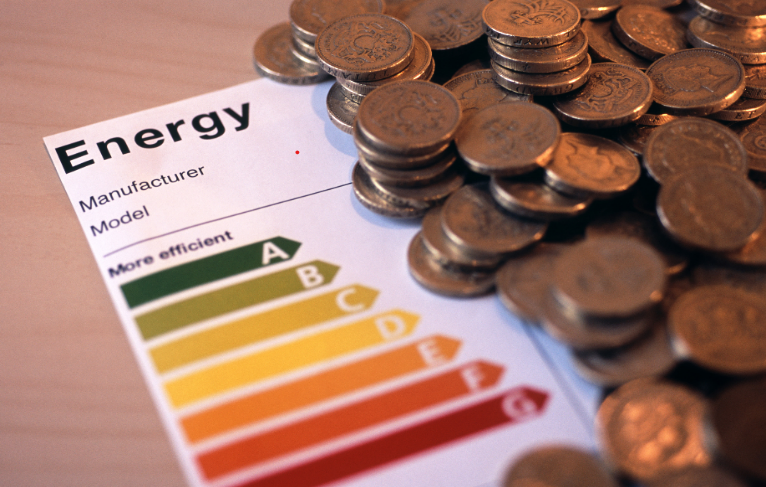 Energy
Manufacturer
Model
More efficient
A
B
C
D
E
F
G